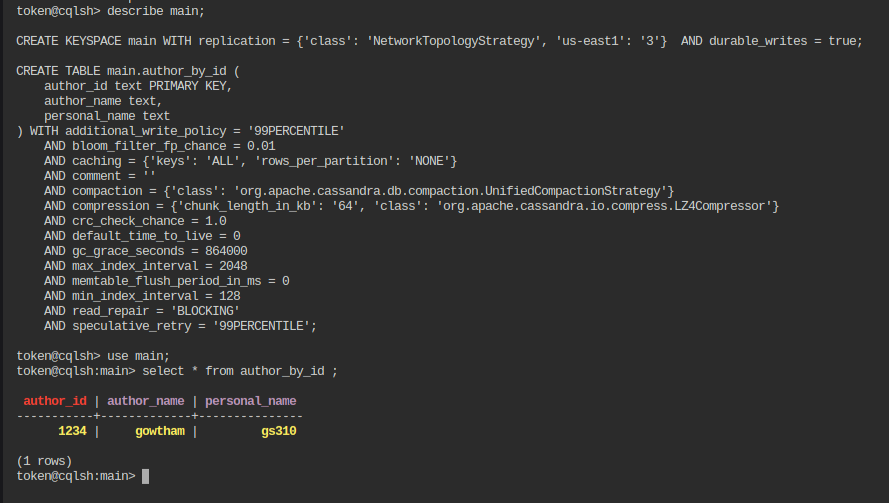 token@cqlsh> describe main;
CREATE KEYSPACE main WITH replication = {'class': 'NetworkTopologyStrategy', 'us-east1': '3'}  AND durable_writes = true;
CREATE TABLE main.author_by_id (
    author_id text PRIMARY KEY,
    author_name text,
    personal_name text
) WITH additional_write_policy = '99PERCENTILE'
    AND bloom_filter_fp_chance = 0.01
    AND caching = {'keys': 'ALL', 'rows_per_partition': 'NONE'}
    AND comment = ''
    AND compaction = {'class': 'org.apache.cassandra.db.compaction.UnifiedCompactionStrategy'}
    AND compression = {'chunk_length_in_kb': '64', 'class': 'org.apache.cassandra.io.compress.LZ4Compressor'}
    AND crc_check_chance = 1.0
    AND default_time_to_live = 0
    AND gc_grace_seconds = 864000
    AND max_index_interval = 2048
    AND memtable_flush_period_in_ms = 0
    AND min_index_interval = 128
    AND read_repair = 'BLOCKING'
    AND speculative_retry = '99PERCENTILE';
token@cqlsh> use main;
token@cqlsh:main> select * from author_by_id ;
 author_id | author_name | personal_name
-----------+-------------+---------------
      1234 |     gowtham |         gs310
(1 rows)
token@cqlsh:main>